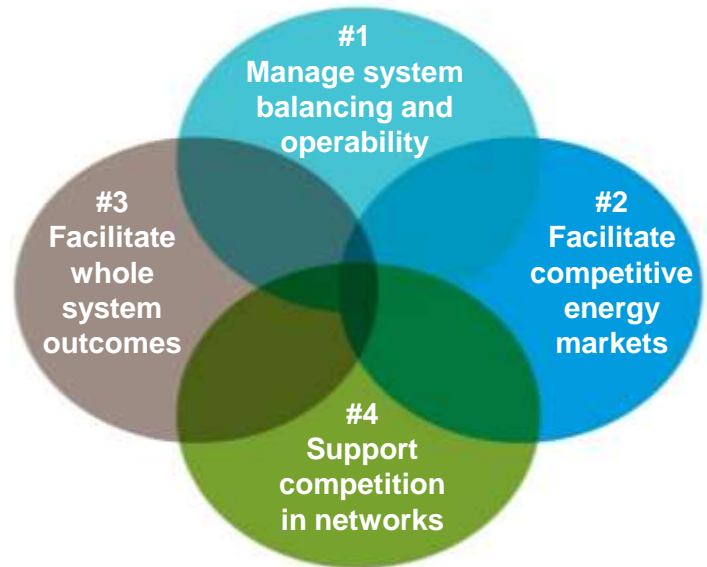 #1
Manage system
balancing and
operability
#3
Facilitate
whole
system
outcomes
#2
Facilitate
competitive
energy
markets
#4
Support
competition
in networks